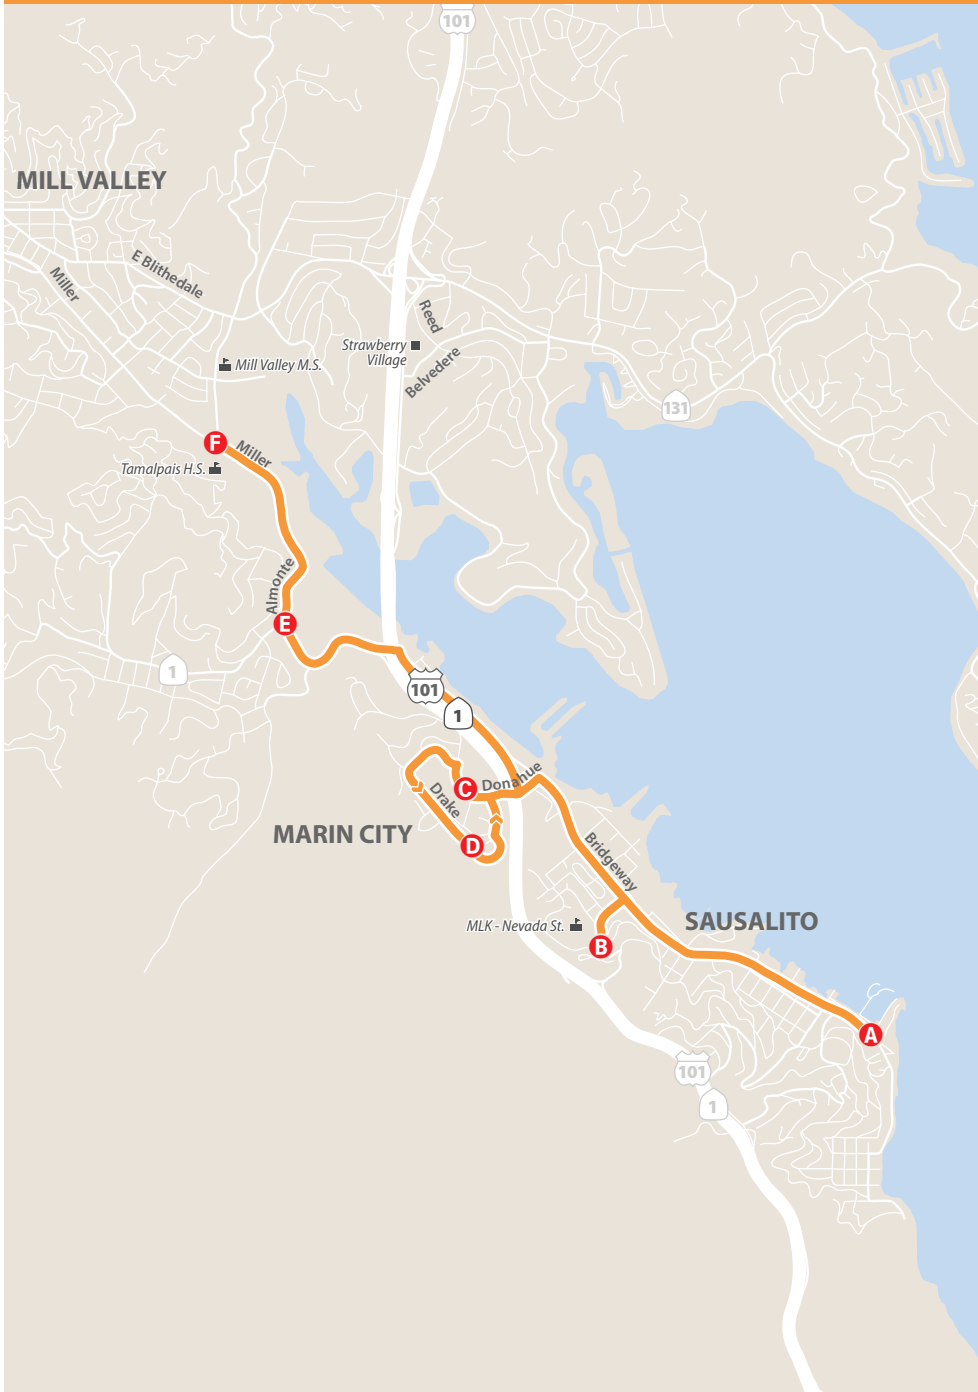 101
MILL VALLEY
E Blithedale
Miller
Reed
Strawberry
Village
Belvedere
Mill Valley M.S.
131
F
Miller
Tamalpais H.S.
Almonte
E
1
101
1
Donahue
C
Drake
MARIN CITY
D
Bridgeway
SAUSALITO
MLK - Nevada St.
B
A
101
1